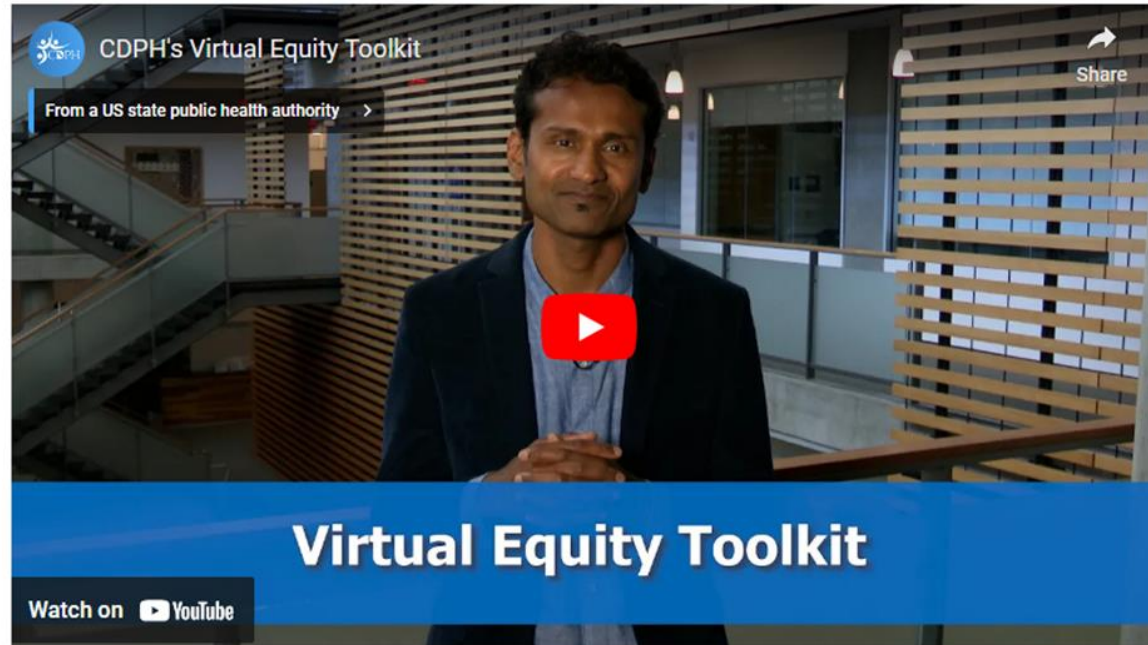 CDPH
CDPH's Virtual Equity Toolkit
Share
From a US state public health authority
Virtual Equity Toolkit
Watch on YouTube